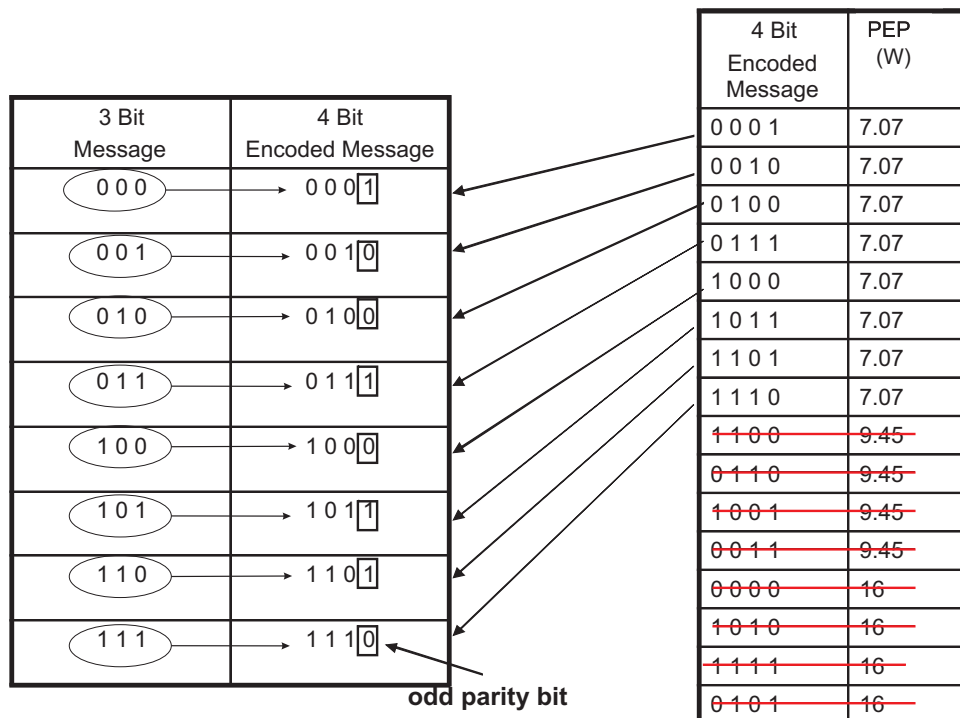 3 Bit Message 4 Bit Encoded Message
0 0 0 0 0 0 1
0 0 1 0 0 1 0
0 1 0 0 1 0 0
0 1 1 0 1 1 1
1 0 0 1 0 0 0
1 0 1 1 0 1 1
1 1 0 1 1 0 1
1 1 1 1 1 1 0
odd parity bit
4 Bit Encoded Message PEP (W)
0 0 0 1 7.07
0 0 1 0 7.07
0 1 0 0 7.07
0 1 1 1 7.07
1 0 0 0 7.07
1 0 1 1 7.07
1 1 0 1 7.07
1 1 1 0 7.07
1 1 0 0 9.45
0 1 1 0 9.45
1 0 0 1 9.45
0 0 1 1 9.45
0 0 0 0 16
1 0 1 0 16
1 1 1 1 16
0 1 0 1 16